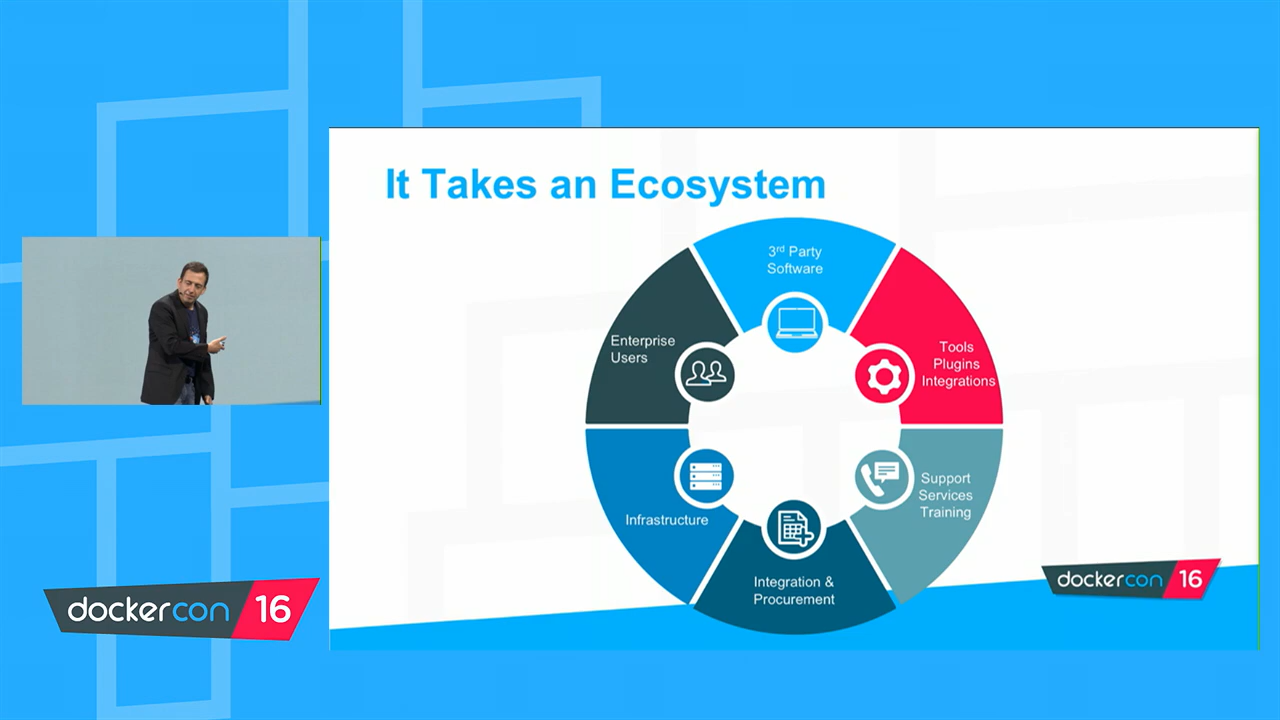 It Takes an Ecosystem
3rd Party
Software
Enterprise
Users
Tools
Plugins
Integrations
Infrastructure
Support
Services
Training
Integration &
Procurement
dockercon 16
dockercon 16